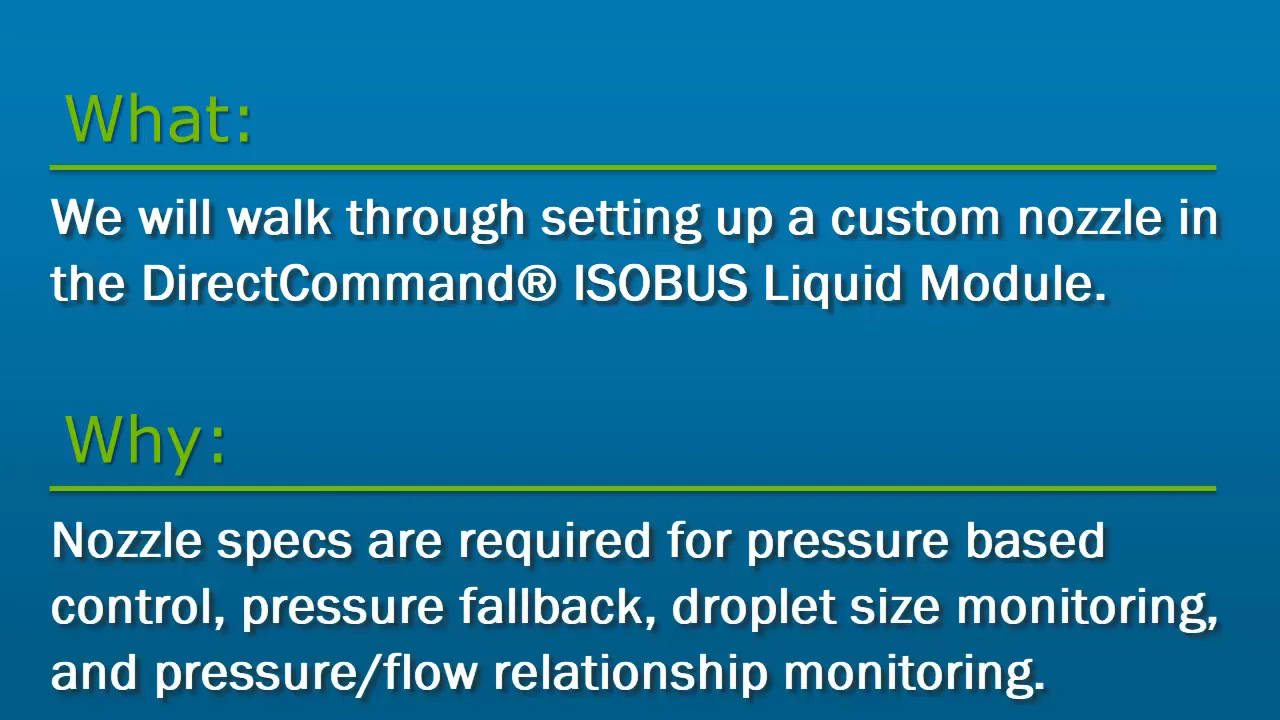 What:
We will walk through setting up a custom nozzle in
the DirectCommand® ISOBUS Liquid Module.
Why:
Nozzle specs are required for pressure based
control, pressure fallback, droplet size monitoring,
and pressure/flow relationship monitoring.